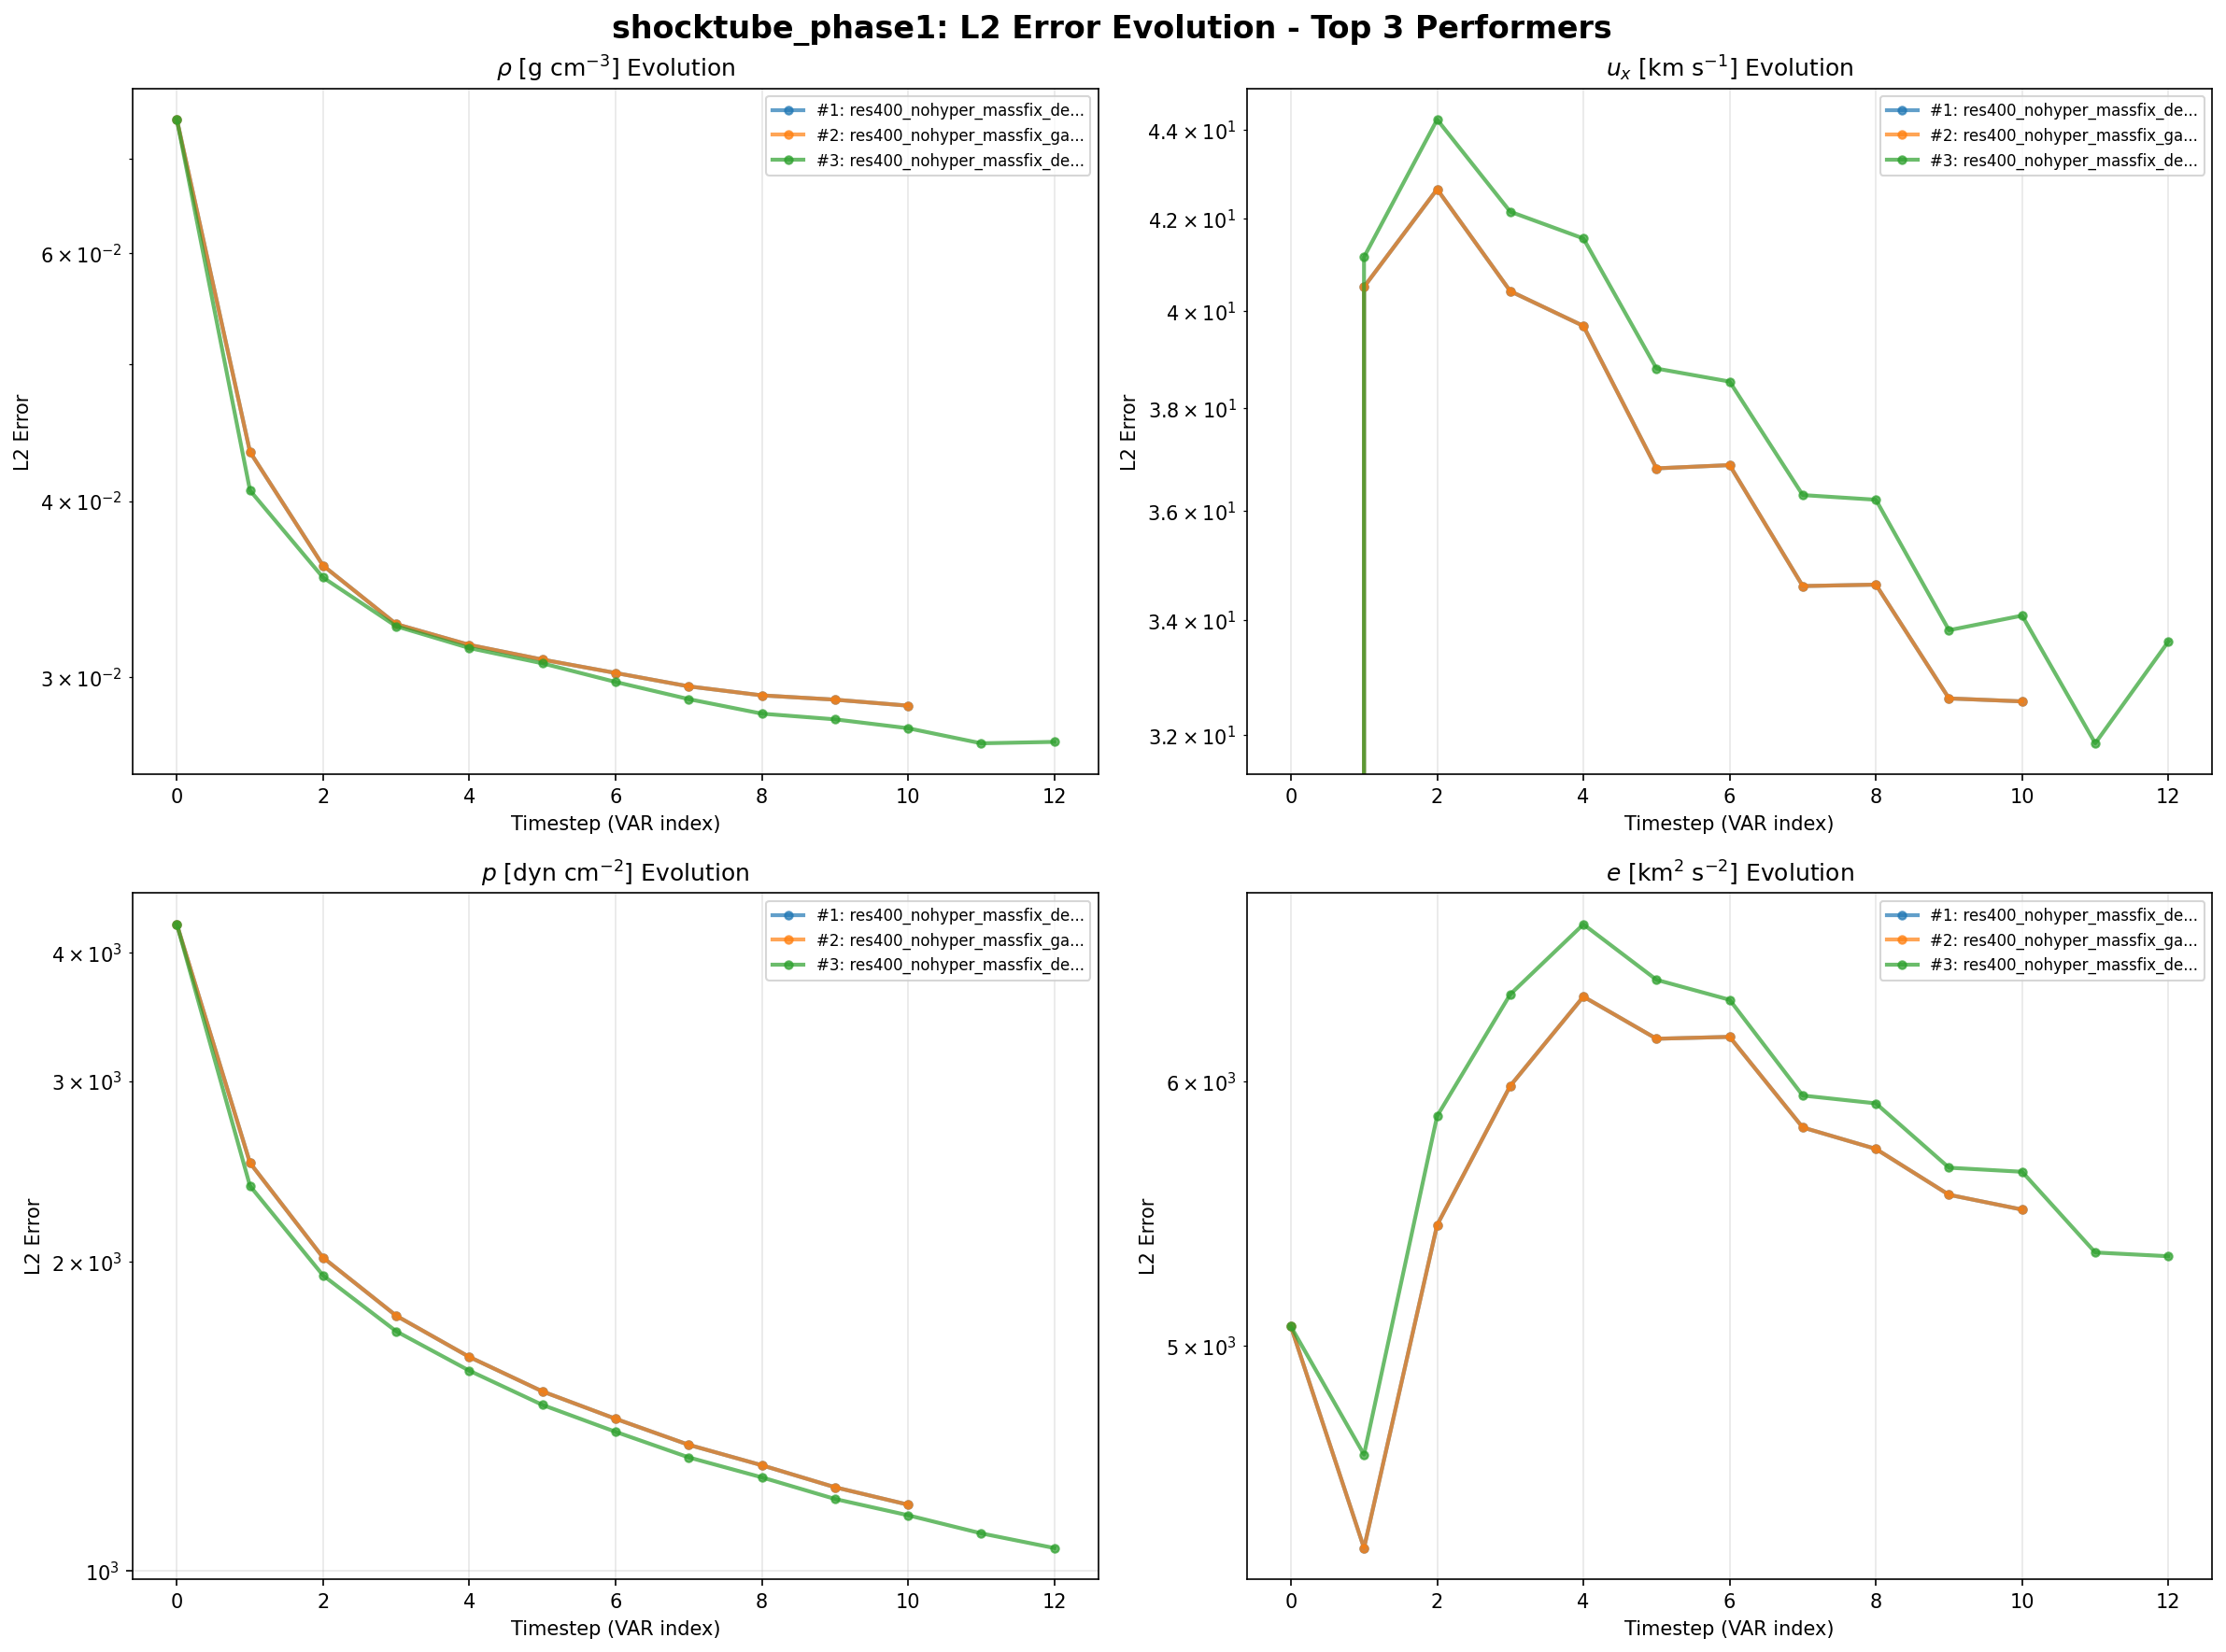 shocktube_phase1: L2 Error Evolution - Top 3 Performers
ρ [g cm⁻³] Evolution
L2 Error
6 × 10⁻²
4 × 10⁻²
3 × 10⁻²
#1: res400_nohyper_massfix_de...
#2: res400_nohyper_massfix_ga...
#3: res400_nohyper_massfix_de...
0 2 4 6 8 10 12
Timestep (VAR index)
uₓ [km s⁻¹] Evolution
L2 Error
4.4 × 10¹
4.2 × 10¹
4 × 10¹
3.8 × 10¹
3.6 × 10¹
3.4 × 10¹
3.2 × 10¹
#1: res400_nohyper_massfix_de...
#2: res400_nohyper_massfix_ga...
#3: res400_nohyper_massfix_de...
0 2 4 6 8 10 12
Timestep (VAR index)
p [dyn cm⁻²] Evolution
L2 Error
4 × 10³
3 × 10³
2 × 10³
10³
#1: res400_nohyper_massfix_de...
#2: res400_nohyper_massfix_ga...
#3: res400_nohyper_massfix_de...
0 2 4 6 8 10 12
Timestep (VAR index)
e [km² s⁻²] Evolution
L2 Error
6 × 10³
5 × 10³
#1: res400_nohyper_massfix_de...
#2: res400_nohyper_massfix_ga...
#3: res400_nohyper_massfix_de...
0 2 4 6 8 10 12
Timestep (VAR index)